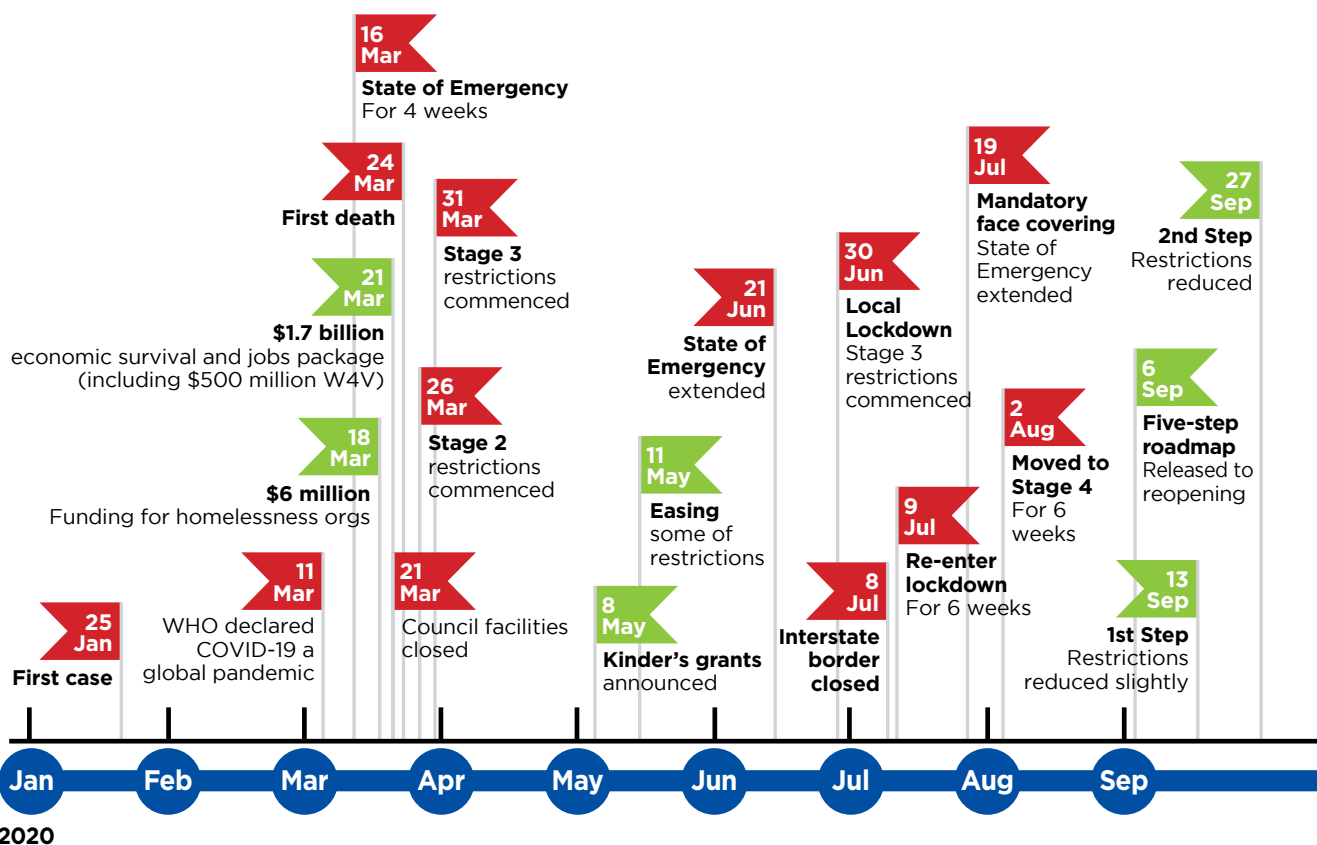 16
Mar
State of Emergency
For 4 weeks
24
Mar
First death
31
Mar
Stage 3
restrictions
commenced
21
Mar
$1.7 billion
economic survival and jobs package
(including $500 million W4V)
26
Mar
Stage 2
restrictions
commenced
18
Mar
$6 million
Funding for homelessness orgs
25
Jan
First case
11
Mar
WHO declared
COVID-19 a
global pandemic
21
Mar
Council facilities
closed
8
May
Kinder's grants
announced
11
May
Easing
some of
restrictions
21
Jun
State of
Emergency
extended
30
Jun
Local
Lockdown
Stage 3
restrictions
commenced
8
Jul
Interstate
border
closed
9
Jul
Re-enter
lockdown
For 6 weeks
19
Jul
Mandatory
face covering
State of
Emergency
extended
2
Aug
Moved to
Stage 4
For 6
weeks
27
Sep
2nd Step
Restrictions
reduced
6
Sep
Five-step
roadmap
Released to
reopening
13
Sep
1st Step
Restrictions
reduced slightly
Jan Feb Mar Apr May Jun Jul Aug Sep
2020